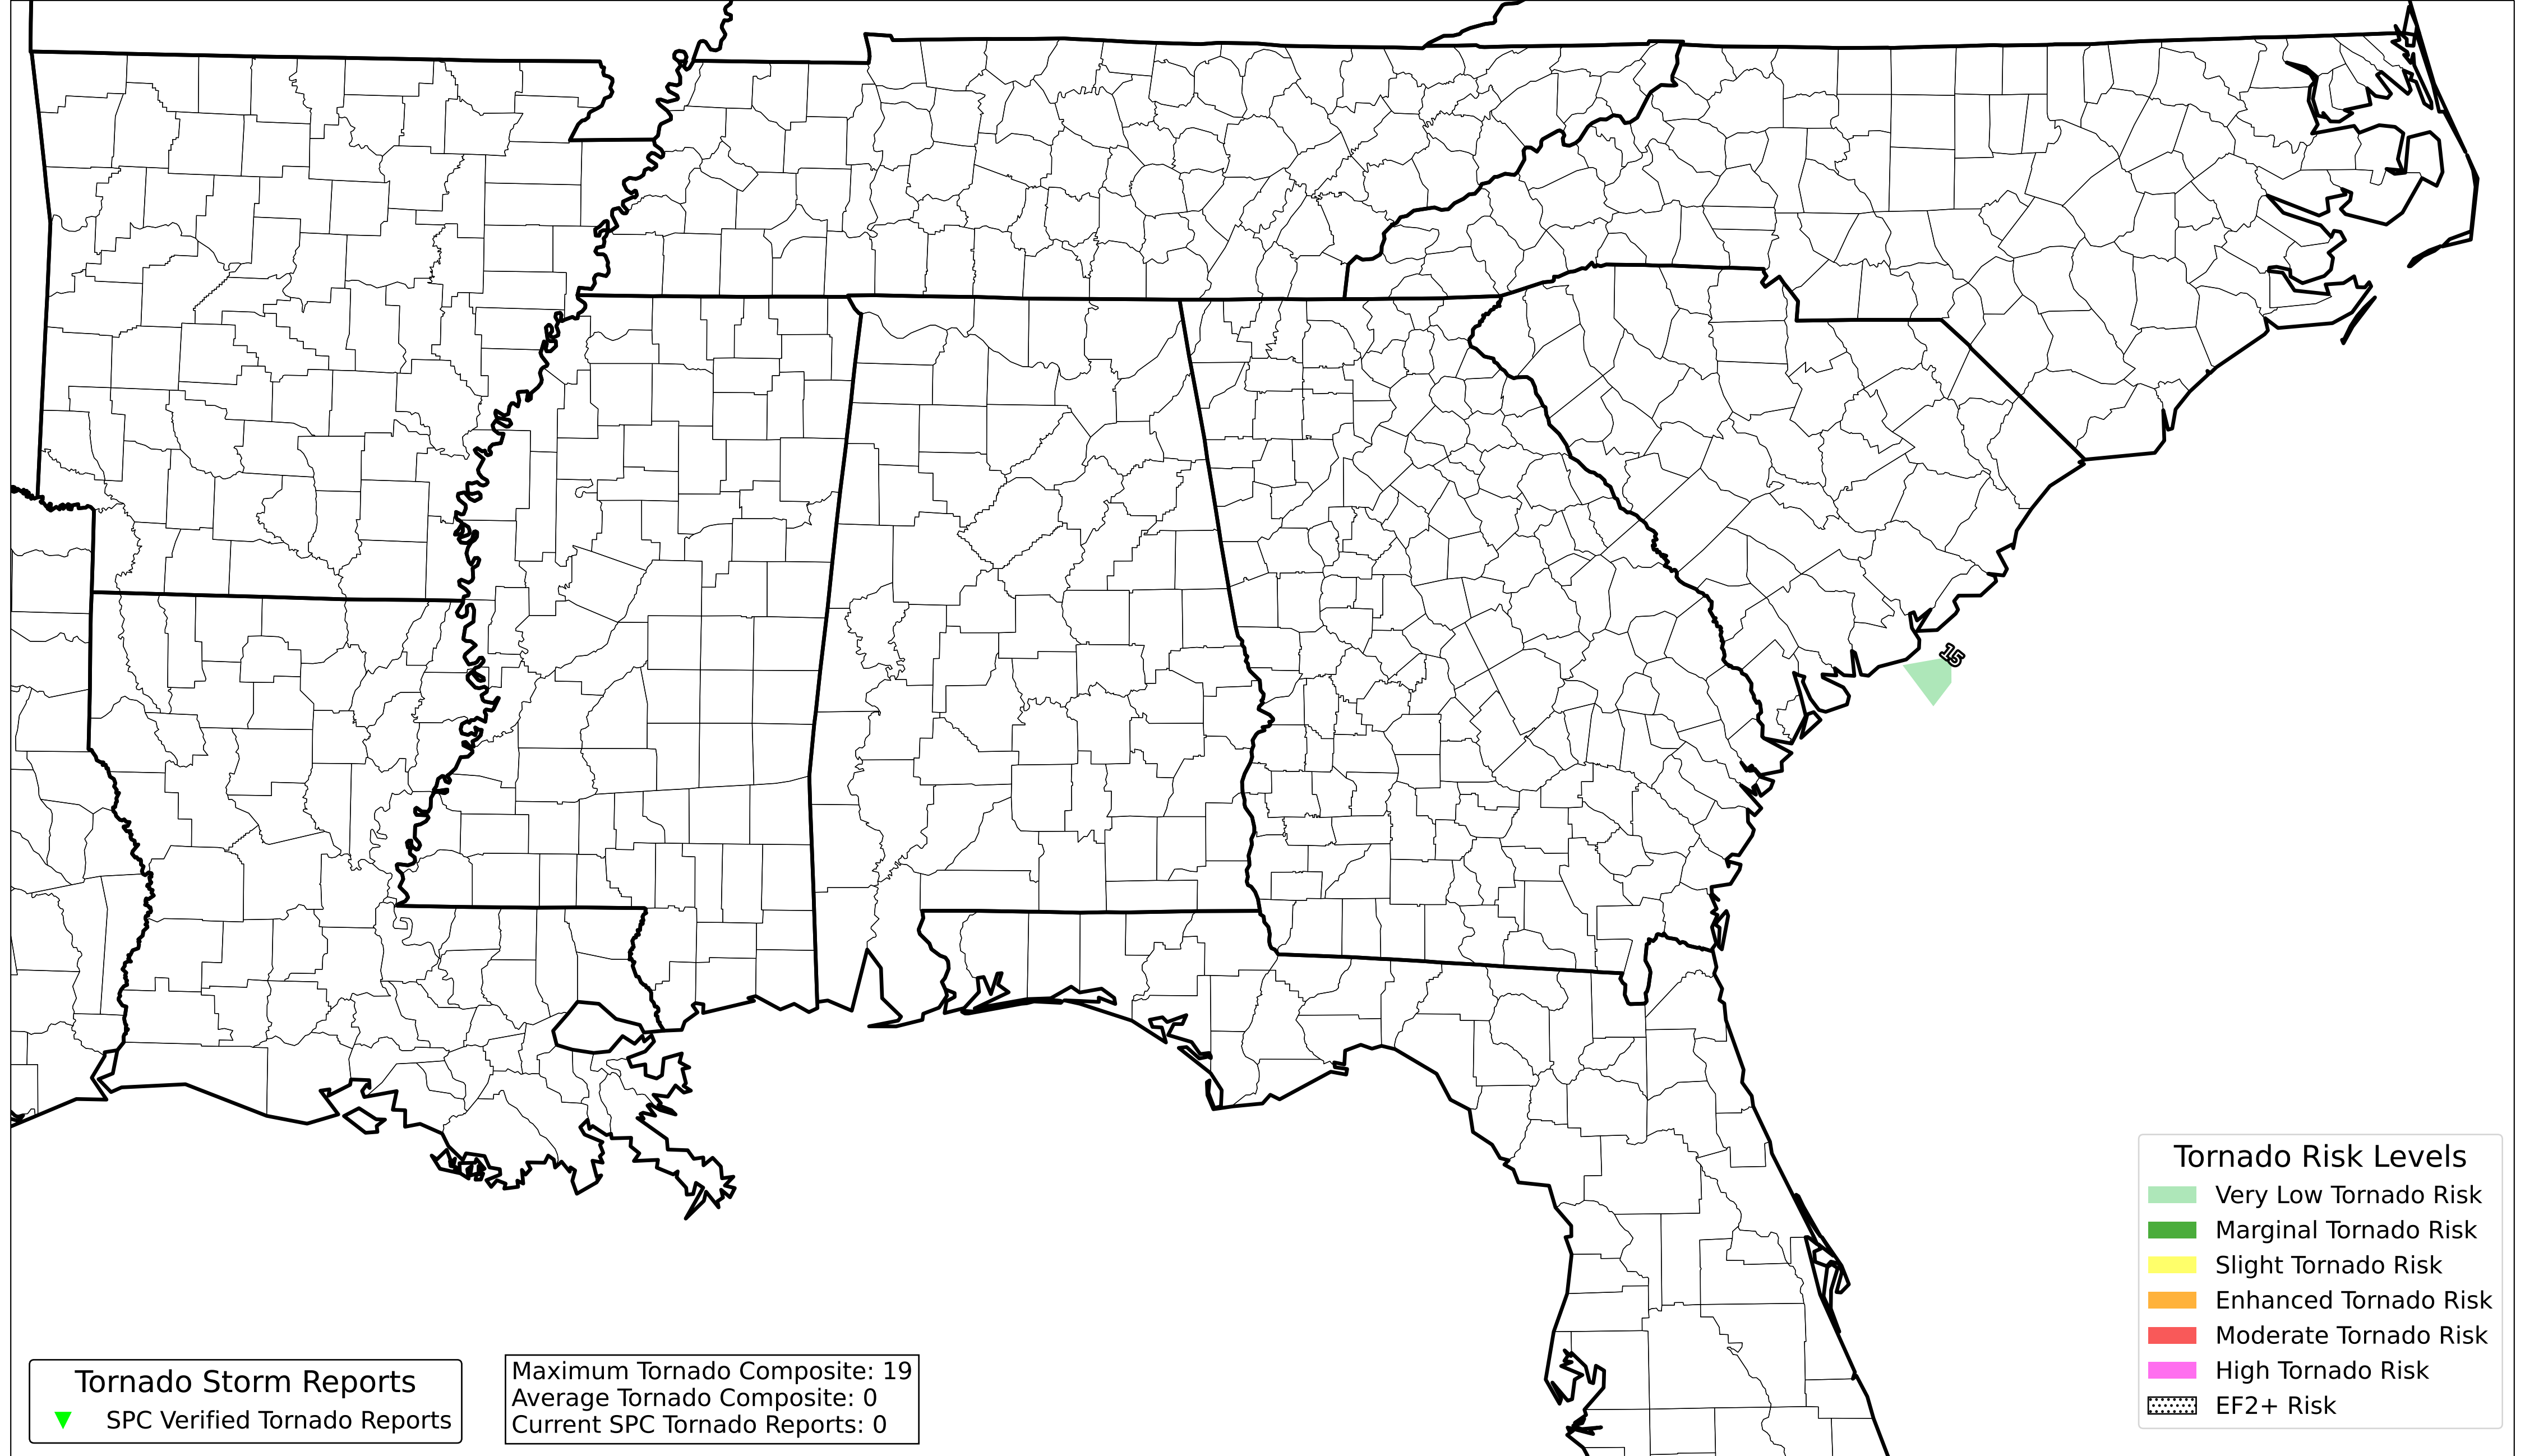 15
Tornado Storm Reports
SPC Verified Tornado Reports
Maximum Tornado Composite: 19
Average Tornado Composite: 0
Current SPC Tornado Reports: 0
Tornado Risk Levels
Very Low Tornado Risk
Marginal Tornado Risk
Slight Tornado Risk
Enhanced Tornado Risk
Moderate Tornado Risk
High Tornado Risk
EF2+ Risk